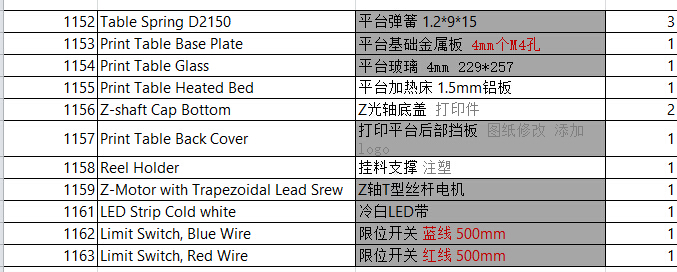 1152 Table Spring D2150 平台弹簧 1.2*9*15 3
1153 Print Table Base Plate 平台基础金属板 4mm个M4孔 1
1154 Print Table Glass 平台玻璃 4mm 229*257 1
1155 Print Table Heated Bed 平台加热床 1.5mm铝板 1
1156 Z-shaft Cap Bottom Z光轴底盖 打印件 2
1157 Print Table Back Cover 打印平台后部挡板 图纸修改 添加 1
logo
1158 Reel Holder 挂料支撑 注塑 1
1159 Z-Motor with Trapezoidal Lead Srew Z轴T型丝杆电机 1
1161 LED Strip Cold white 冷白LED带 1
1162 Limit Switch, Blue Wire 限位开关 蓝线 500mm 1
1163 Limit Switch, Red Wire 限位开关 红线 500mm 1